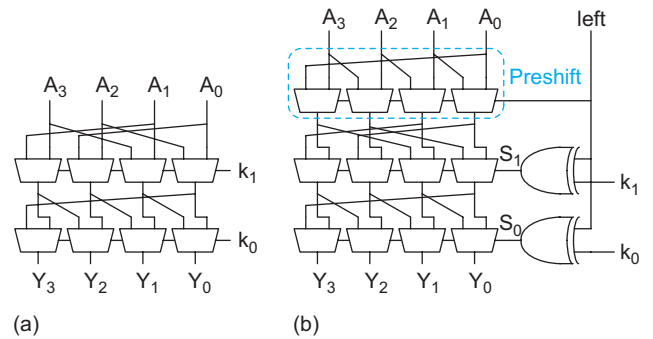 A3 A2 A1 A0 left
Preshift
A3 A2 A1 A0
S1
k1
k1
S0
k0
k0
Y3 Y2 Y1 Y0
Y3 Y2 Y1 Y0
(a)
(b)